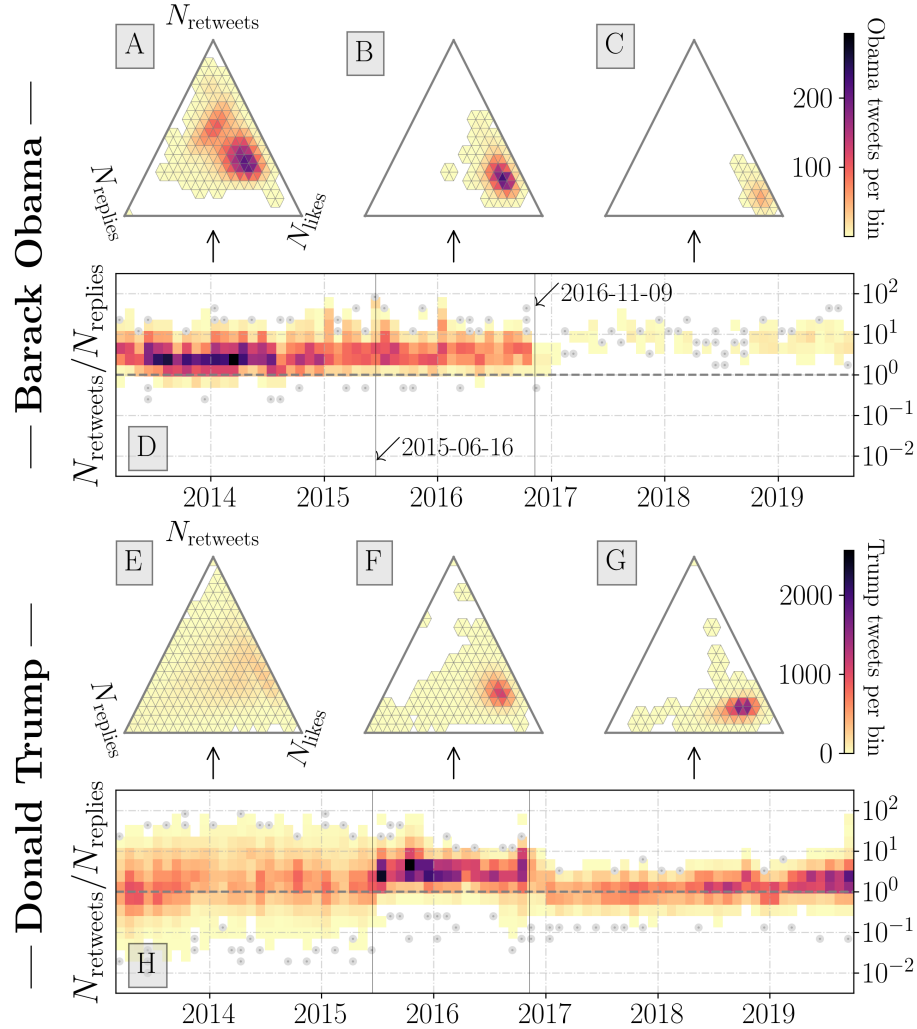 — Barack Obama —
N_retweets
A
B
C
N_replies
N_likes
200
100
Obama tweets per bin
N_retweets/N_replies
2016-11-09
2015-06-16
D
10^2
10^1
10^0
10^-1
10^-2
2014 2015 2016 2017 2018 2019
— Donald Trump —
N_retweets
E
F
G
N_replies
N_likes
2000
1000
0
Trump tweets per bin
N_retweets/N_replies
H
10^2
10^1
10^0
10^-1
10^-2
2014 2015 2016 2017 2018 2019